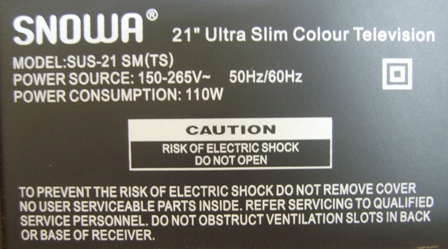 SNOWA® 21" Ultra Slim Colour Television
MODEL:SUS-21 SM(TS)
POWER SOURCE: 150-265V~ 50Hz/60Hz
POWER CONSUMPTION: 110W
CAUTION
RISK OF ELECTRIC SHOCK
DO NOT OPEN
TO PREVENT THE RISK OF ELECTRIC SHOCK DO NOT REMOVE COVER
NO USER SERVICEABLE PARTS INSIDE. REFER SERVICING TO QUALIFIED
SERVICE PERSONNEL. DO NOT OBSTRUCT VENTILATION SLOTS IN BACK
OR BASE OF RECEIVER.